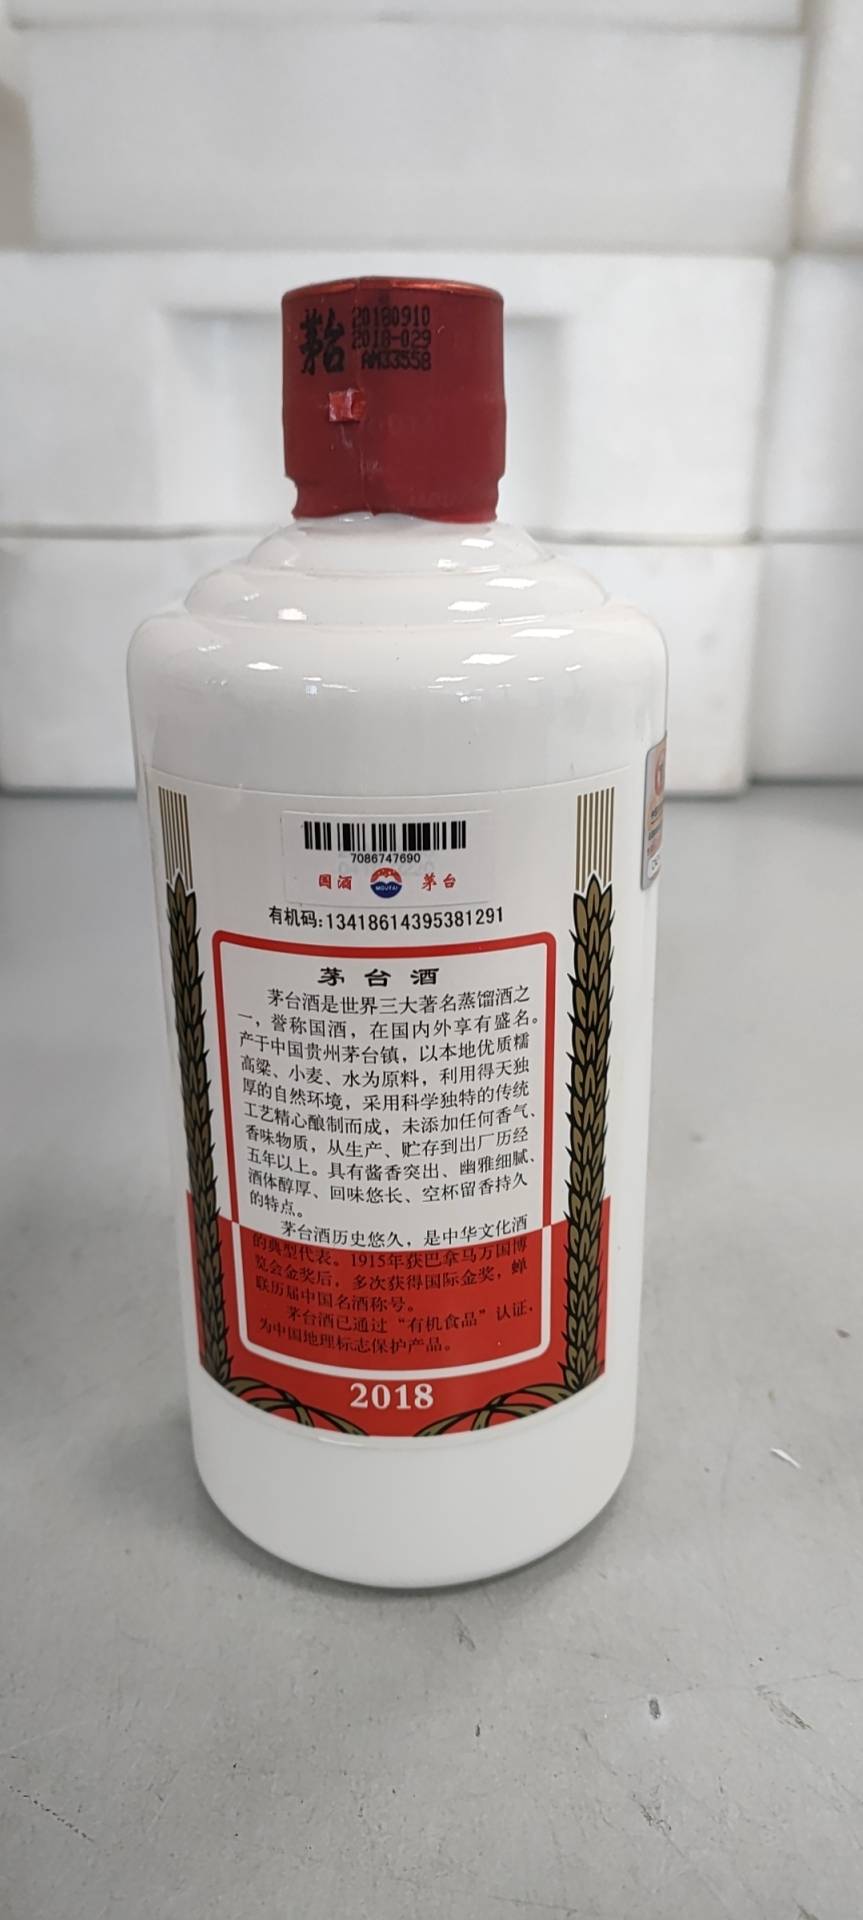 茅台
20180910
2018-029
AM33558
7086747690
国酒
MOUTAI
茅台
有机码:13418614395381291
茅台酒
茅台酒是世界三大著名蒸馏酒之
一，誉称国酒，在国内外享有盛名。
产于中国贵州茅台镇，以本地优质糯
高粱、小麦、水为原料，利用得天独
厚的自然环境，采用科学独特的传统
工艺精心酿制而成，未添加任何香气、
香味物质，从生产、贮存到出厂历经
五年以上。具有酱香突出、幽雅细腻、
酒体醇厚、回味悠长、空杯留香持久
的特点。
茅台酒历史悠久，是中华文化酒
的典型代表。1915年获巴拿马万国博
览会金奖后，多次获得国际金奖，蝉
联历届中国名酒称号。
茅台酒已通过“有机食品”认证，
为中国地理标志保护产品。
2018